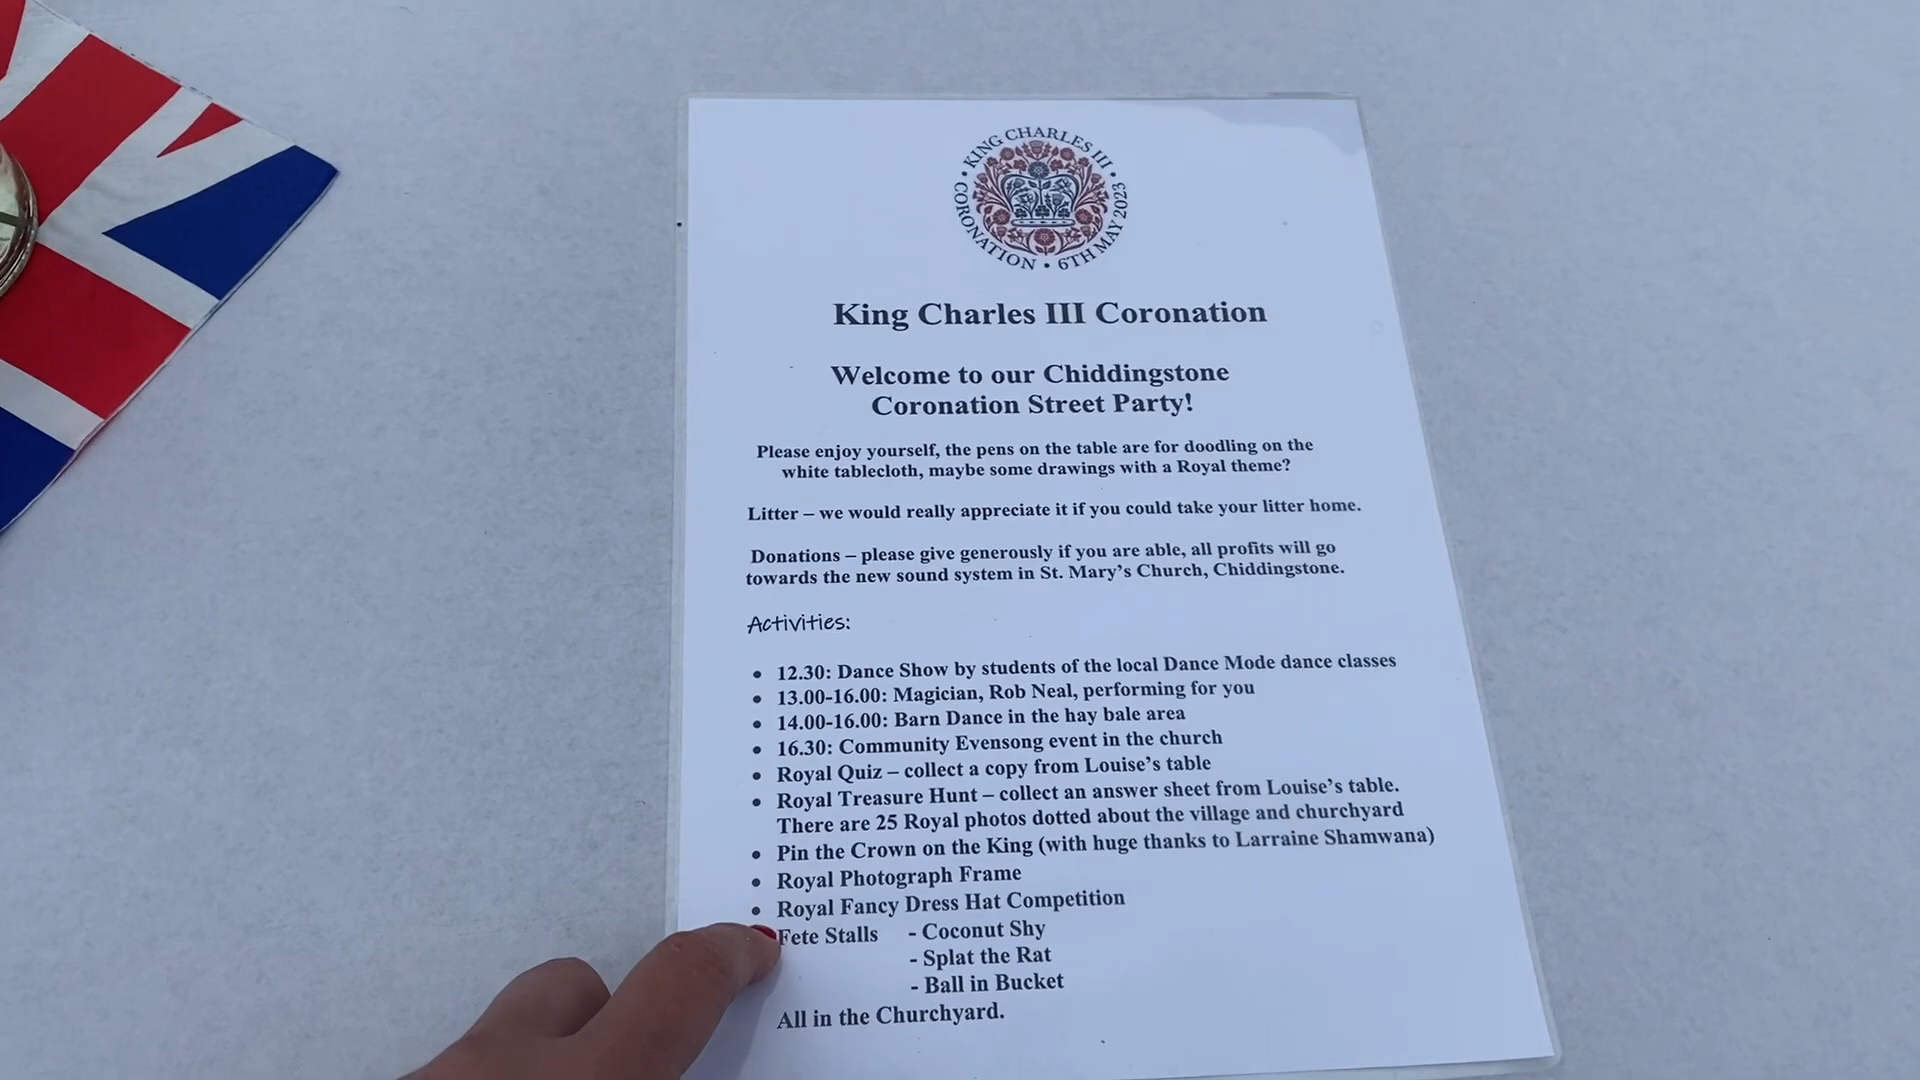 KING CHARLES III
CORONATION • 6TH MAY 2023
King Charles III Coronation
Welcome to our Chiddingstone
Coronation Street Party!
Please enjoy yourself, the pens on the table are for doodling on the
white tablecloth, maybe some drawings with a Royal theme?
Litter – we would really appreciate it if you could take your litter home.
Donations – please give generously if you are able, all profits will go
towards the new sound system in St. Mary's Church, Chiddingstone.
Activities:
• 12.30: Dance Show by students of the local Dance Mode dance classes
• 13.00-16.00: Magician, Rob Neal, performing for you
• 14.00-16.00: Barn Dance in the hay bale area
• 16.30: Community Evensong event in the church
• Royal Quiz – collect a copy from Louise's table
• Royal Treasure Hunt – collect an answer sheet from Louise's table.
There are 25 Royal photos dotted about the village and churchyard
• Pin the Crown on the King (with huge thanks to Larraine Shamwana)
• Royal Photograph Frame
• Royal Fancy Dress Hat Competition
Fete Stalls - Coconut Shy
- Splat the Rat
- Ball in Bucket
All in the Churchyard.